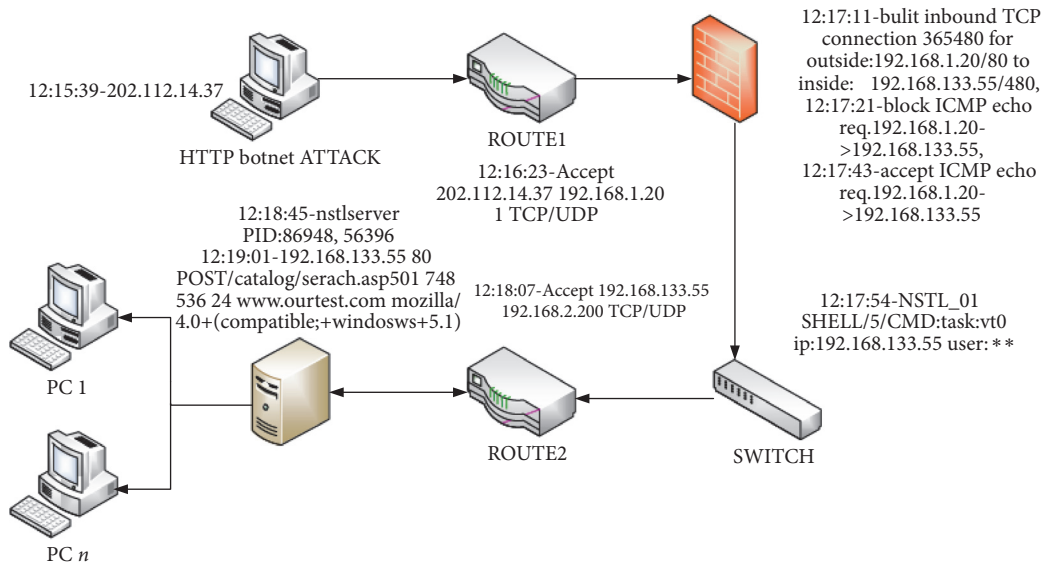 12:15:39-202.112.14.37
HTTP botnet ATTACK
ROUTE1
12:16:23-Accept
202.112.14.37 192.168.1.20
1 TCP/UDP
12:17:11-bulit inbound TCP
connection 365480 for
outside:192.168.1.20/80 to
inside: 192.168.133.55/480,
12:17:21-block ICMP echo
req.192.168.1.20-
>192.168.133.55,
12:17:43-accept ICMP echo
req.192.168.1.20-
>192.168.133.55
12:17:54-NSTL_01
SHELL/5/CMD:task:vt0
ip:192.168.133.55 user:**
SWITCH
12:18:07-Accept 192.168.133.55
192.168.2.200 TCP/UDP
ROUTE2
12:18:45-nstlserver
PID:86948, 56396
12:19:01-192.168.133.55 80
POST/catalog/serach.asp501 748
536 24 www.ourtest.com mozilla/
4.0+(compatible;+windosws+5.1)
PC 1
PC n